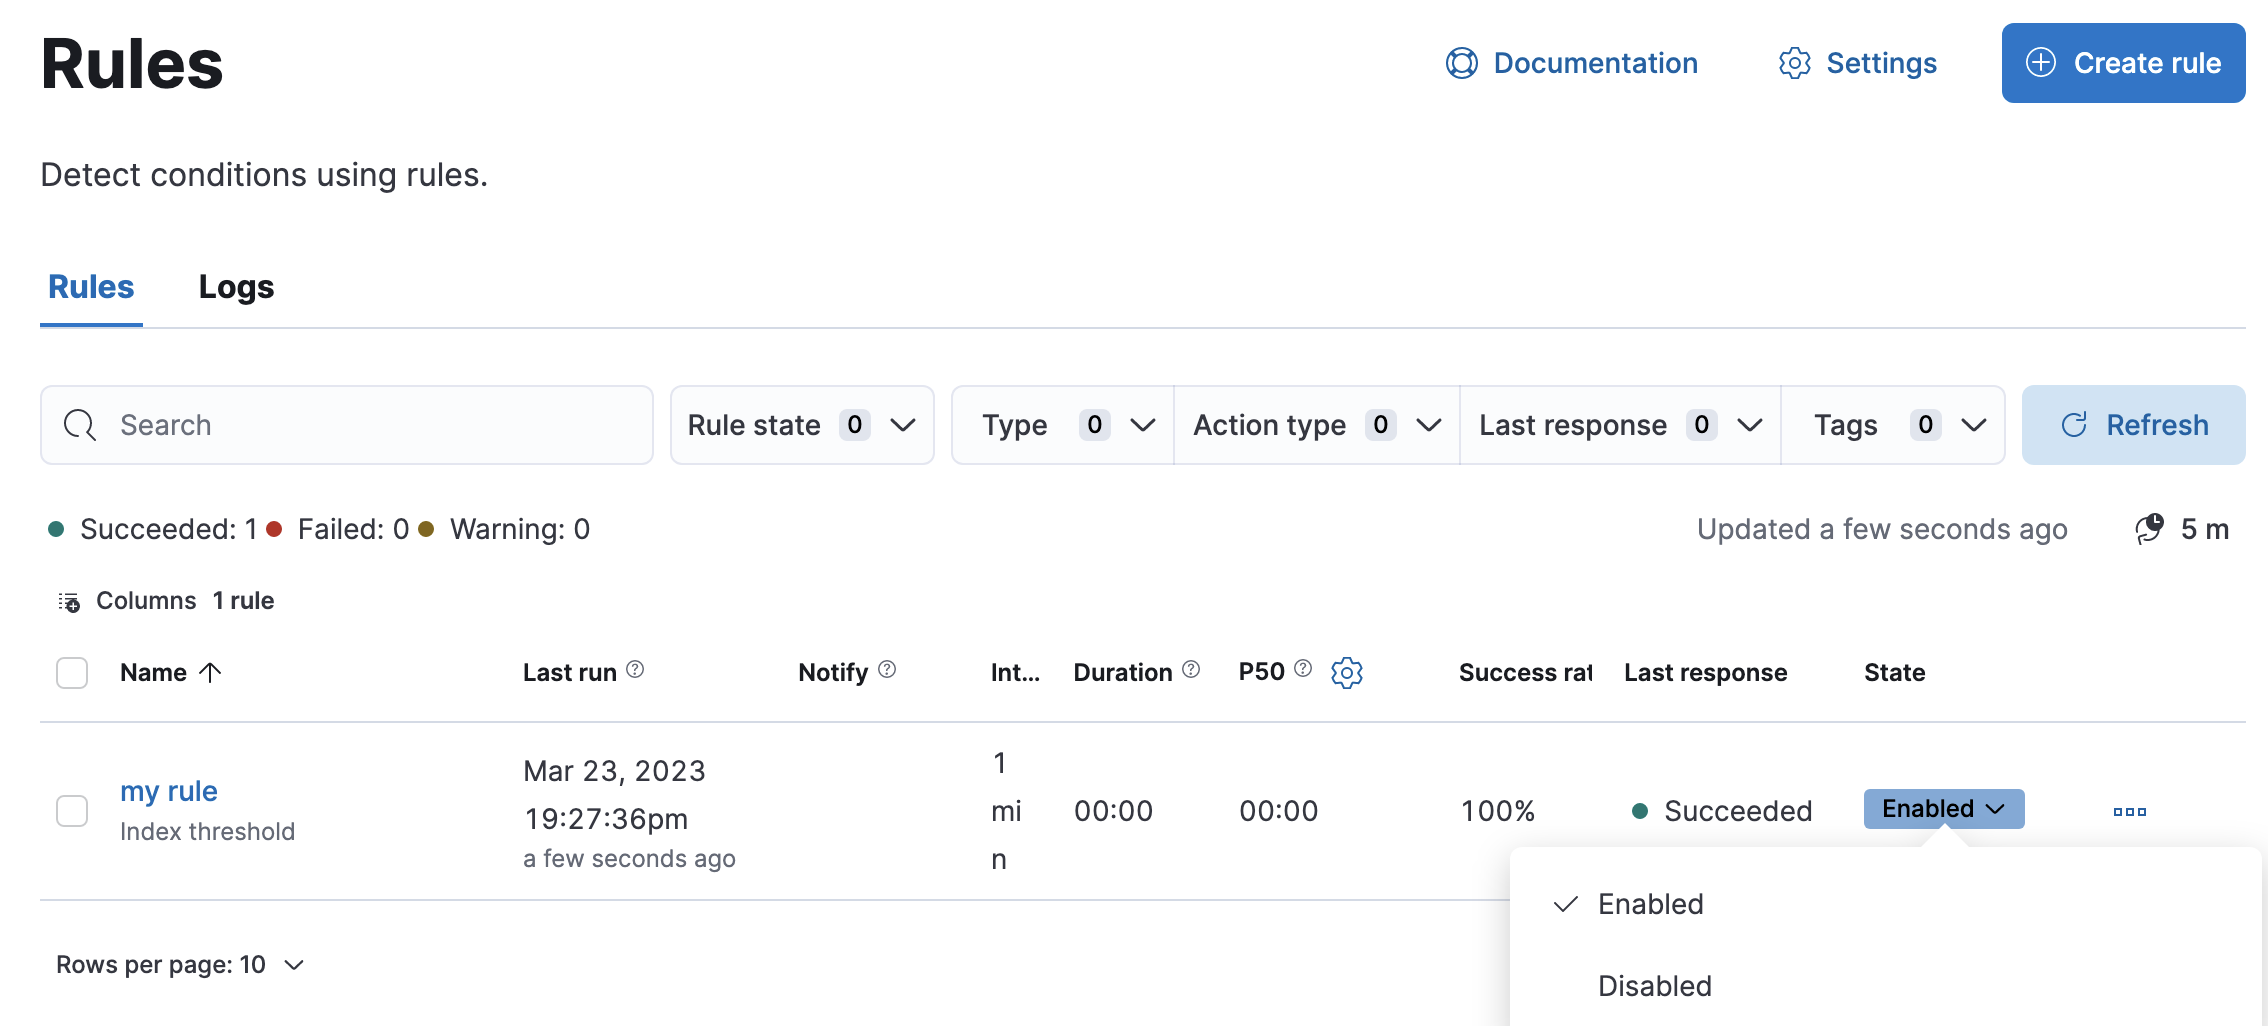 Rules
Documentation
Settings
Create rule
Detect conditions using rules.
Rules
Logs
Search
Rule state 0
Type 0
Action type 0
Last response 0
Tags 0
Refresh
Succeeded: 1 Failed: 0 Warning: 0
Updated a few seconds ago
5 m
Columns 1 rule
Name Last run Notify Int... Duration P50 Success rat Last response State
my rule
Index threshold
Mar 23, 2023
19:27:36pm
a few seconds ago
1
mi
n
00:00
00:00
100%
Succeeded
Enabled
Enabled
Disabled
Rows per page: 10